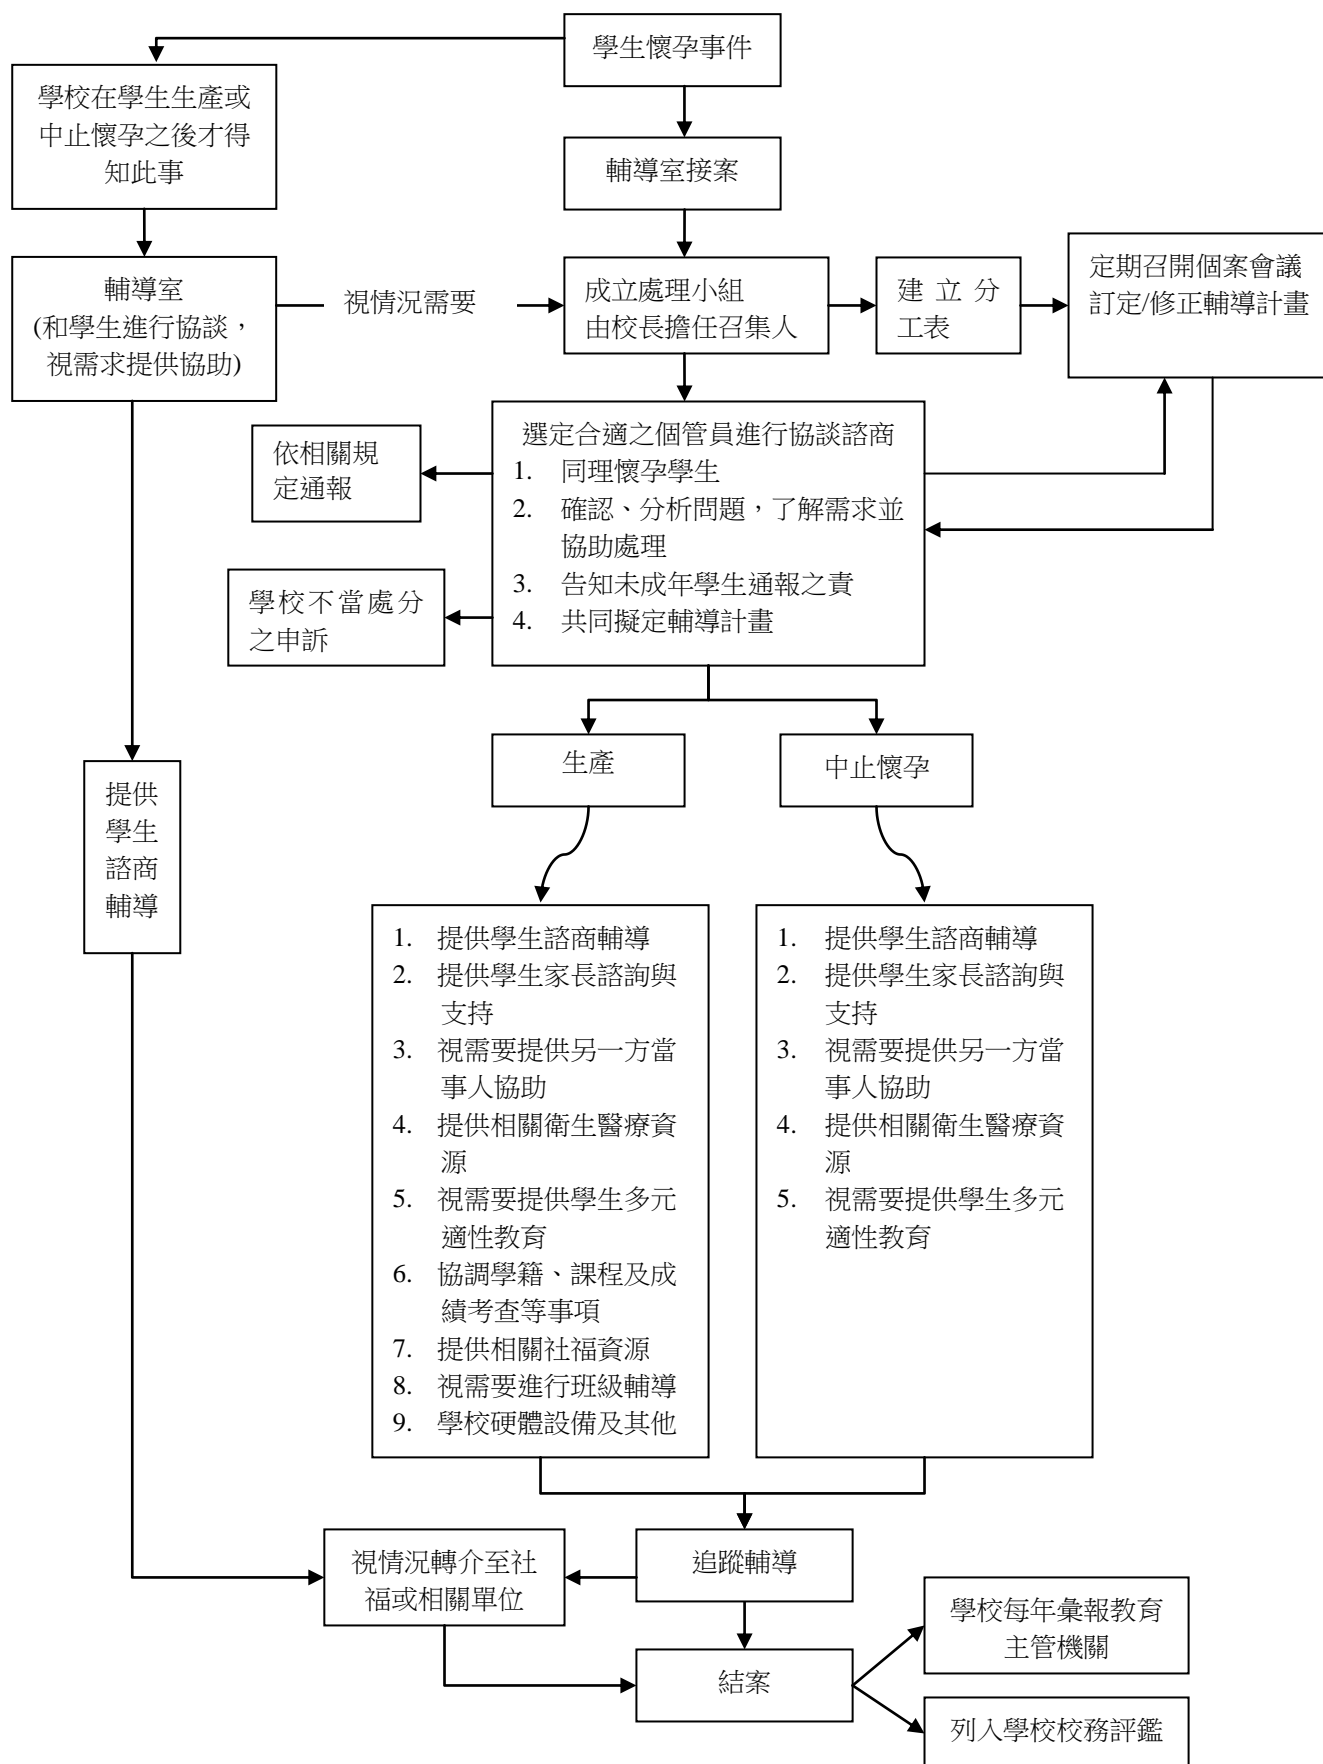 學生懷孕事件
學校在學生生產或
中止懷孕之後才得
知此事
輔導室接案
輔導室
(和學生進行協談，
視需求提供協助)
視情況需要
成立處理小組
由校長擔任召集人
建立分
工表
定期召開個案會議
訂定/修正輔導計畫
選定合適之個管員進行協談諮商
1. 同理懷孕學生
2. 確認、分析問題，了解需求並
協助處理
3. 告知未成年學生通報之責
4. 共同擬定輔導計畫
依相關規
定通報
學校不當處分
之申訴
生產
中止懷孕
提供
學生
諮商
輔導
1. 提供學生諮商輔導
2. 提供學生家長諮詢與
支持
3. 視需要提供另一方當
事人協助
4. 提供相關衛生醫療資
源
5. 視需要提供學生多元
適性教育
6. 協調學籍、課程及成
績考查等事項
7. 提供相關社福資源
8. 視需要進行班級輔導
9. 學校硬體設備及其他
1. 提供學生諮商輔導
2. 提供學生家長諮詢與
支持
3. 視需要提供另一方當
事人協助
4. 提供相關衛生醫療資
源
5. 視需要提供學生多元
適性教育
視情況轉介至社
福或相關單位
追蹤輔導
結案
學校每年彙報教育
主管機關
列入學校校務評鑑